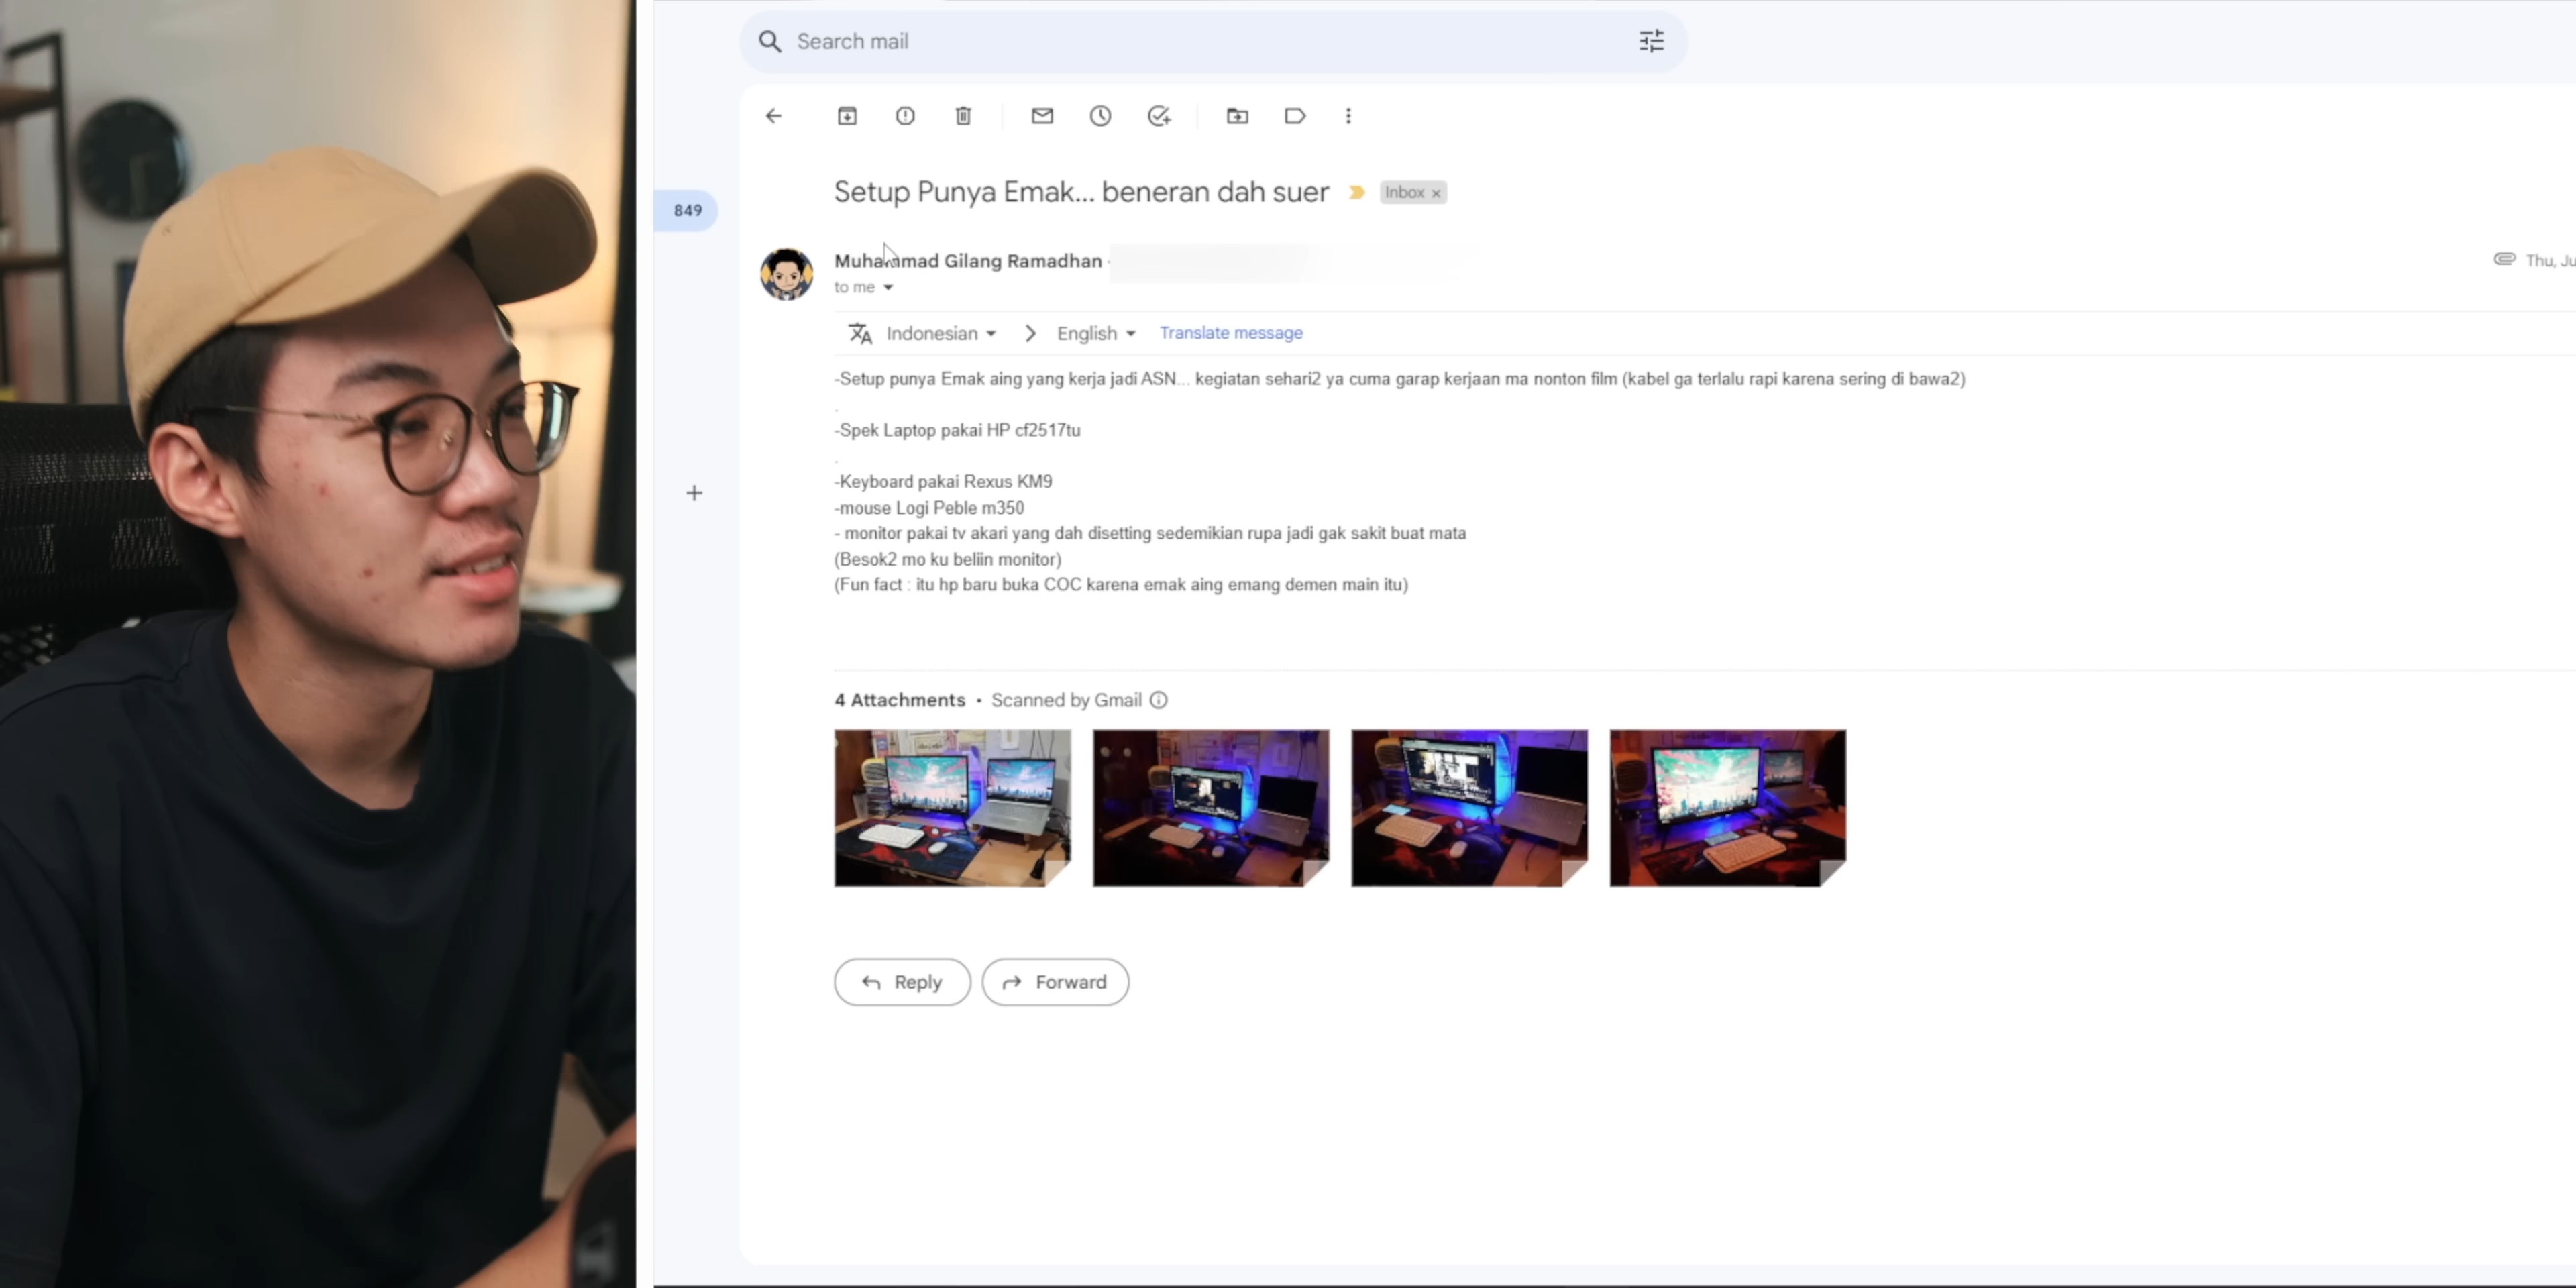 Search mail
Setup Punya Emak... beneran dah suer
Inbox ×
849
Muhammad Gilang Ramadhan
Thu, Ju
to me
Indonesian
English
Translate message
-Setup punya Emak aing yang kerja jadi ASN... kegiatan sehari2 ya cuma garap kerjaan ma nonton film (kabel ga terlalu rapi karena sering di bawa2)
.
-Spek Laptop pakai HP cf2517tu
.
-Keyboard pakai Rexus KM9
-mouse Logi Peble m350
- monitor pakai tv akari yang dah disetting sedemikian rupa jadi gak sakit buat mata
(Besok2 mo ku beliin monitor)
(Fun fact : itu hp baru buka COC karena emak aing emang demen main itu)
4 Attachments • Scanned by Gmail
Reply
Forward